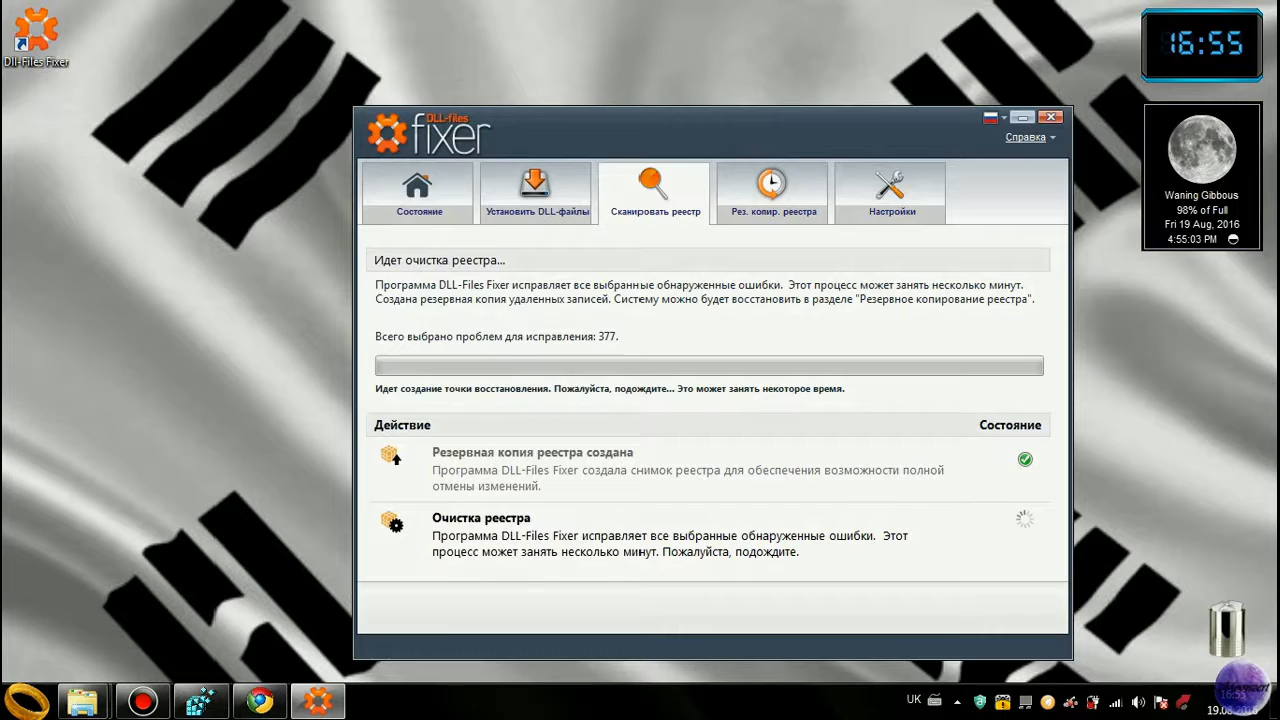 Dll-Files Fixer
16:55
Waning Gibbous
98% of Full
Fri 19 Aug, 2016
4:55:03 PM
DLL-files
fixer
Справка
Состояние
Установить DLL-файлы
Сканировать реестр
Рез. копир. реестра
Настройки
Идет очистка реестра...
Программа DLL-Files Fixer исправляет все выбранные обнаруженные ошибки. Этот процесс может занять несколько минут.
Создана резервная копия удаленных записей. Систему можно будет восстановить в разделе "Резервное копирование реестра".
Всего выбрано проблем для исправления: 377.
Идет создание точки восстановления. Пожалуйста, подождите... Это может занять некоторое время.
Действие
Состояние
Резервная копия реестра создана
Программа DLL-Files Fixer создала снимок реестра для обеспечения возможности полной
отмены изменений.
Очистка реестра
Программа DLL-Files Fixer исправляет все выбранные обнаруженные ошибки. Этот
процесс может занять несколько минут. Пожалуйста, подождите.
UK
16:55
19.08.2016